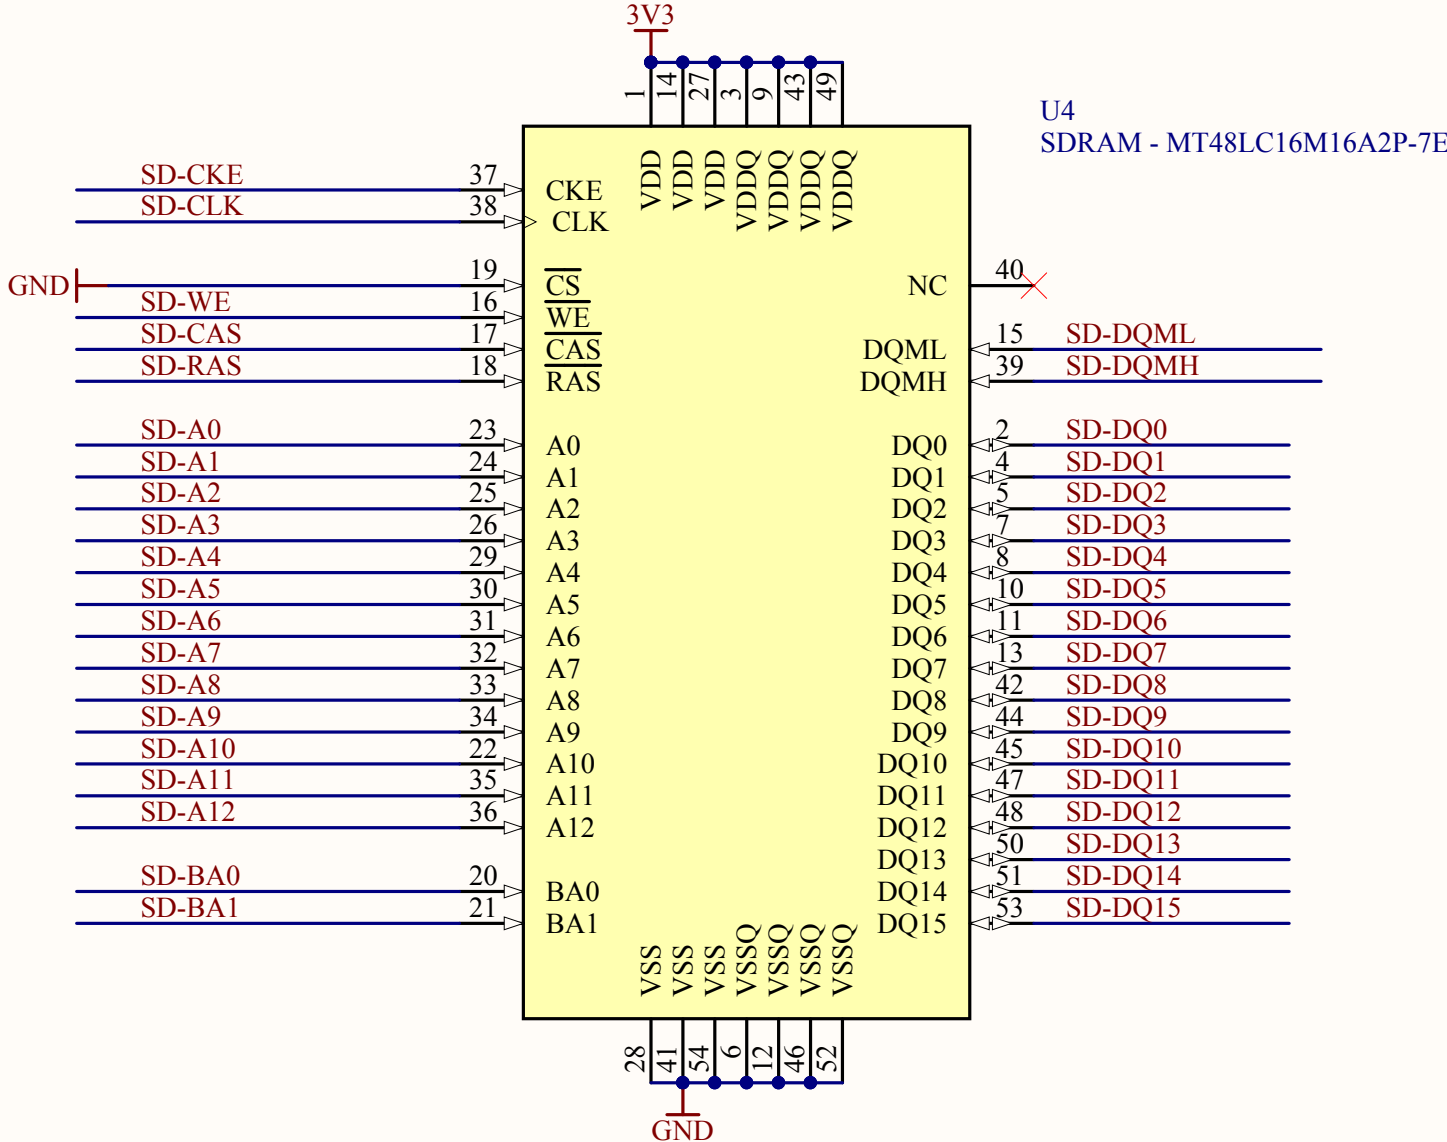 3V3
1 14 27 3 9 43 49
U4
SDRAM - MT48LC16M16A2P-7E
VDD VDD VDD VDDQ VDDQ VDDQ VDDQ
SD-CKE 37 CKE
SD-CLK 38 CLK
GND 19 CS NC 40
SD-WE 16 WE
SD-CAS 17 CAS DQML 15 SD-DQML
SD-RAS 18 RAS DQMH 39 SD-DQMH
SD-A0 23 A0 DQ0 2 SD-DQ0
SD-A1 24 A1 DQ1 4 SD-DQ1
SD-A2 25 A2 DQ2 5 SD-DQ2
SD-A3 26 A3 DQ3 7 SD-DQ3
SD-A4 29 A4 DQ4 8 SD-DQ4
SD-A5 30 A5 DQ5 10 SD-DQ5
SD-A6 31 A6 DQ6 11 SD-DQ6
SD-A7 32 A7 DQ7 13 SD-DQ7
SD-A8 33 A8 DQ8 42 SD-DQ8
SD-A9 34 A9 DQ9 44 SD-DQ9
SD-A10 22 A10 DQ10 45 SD-DQ10
SD-A11 35 A11 DQ11 47 SD-DQ11
SD-A12 36 A12 DQ12 48 SD-DQ12
DQ13 50 SD-DQ13
SD-BA0 20 BA0 DQ14 51 SD-DQ14
SD-BA1 21 BA1 DQ15 53 SD-DQ15
VSS VSS VSS VSSQ VSSQ VSSQ VSSQ
28 41 54 6 12 46 52
GND